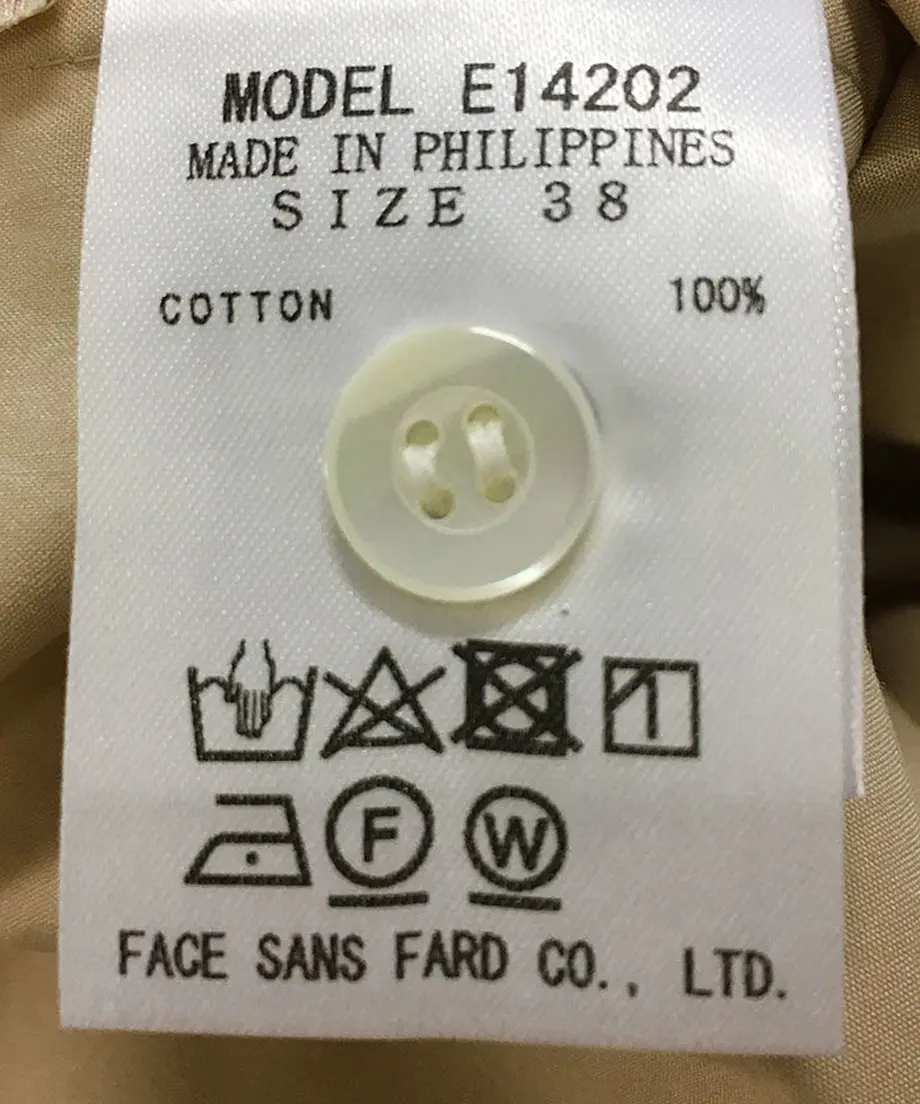 MODEL E14202
MADE IN PHILIPPINES
SIZE 38
COTTON 100%
F W
FACE SANS FARD CO., LTD.